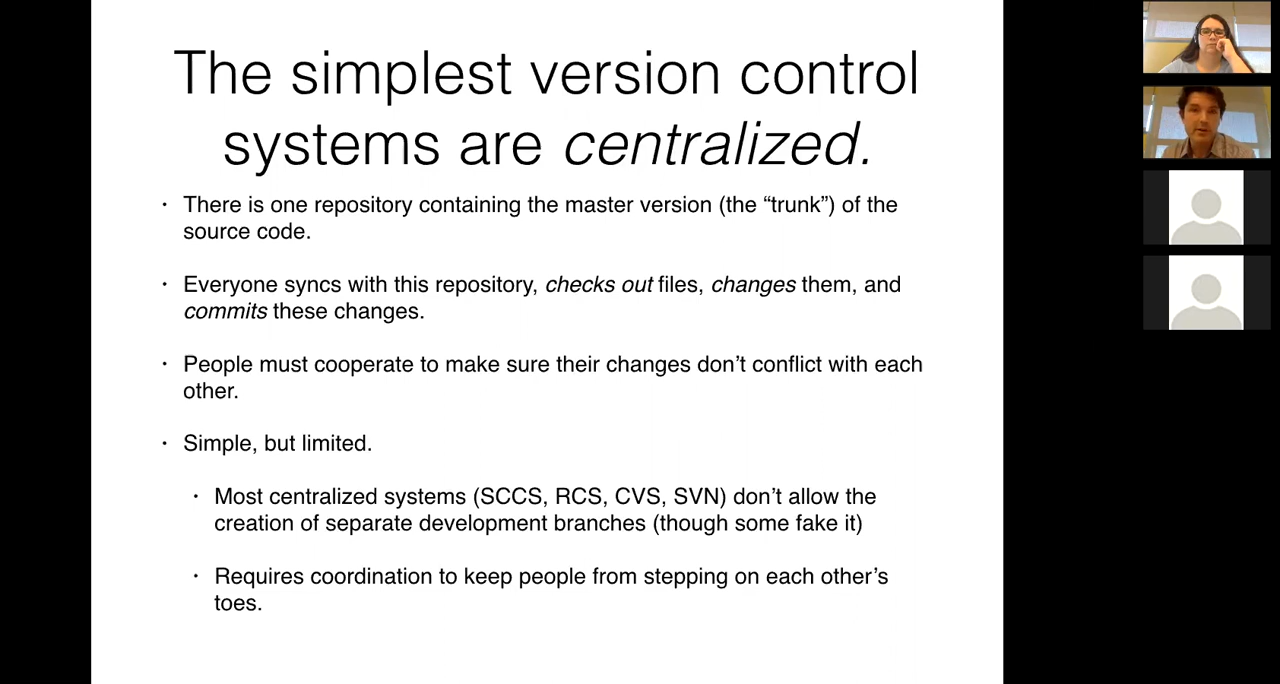 The simplest version control
systems are centralized.
• There is one repository containing the master version (the “trunk”) of the
source code.
• Everyone syncs with this repository, checks out files, changes them, and
commits these changes.
• People must cooperate to make sure their changes don’t conflict with each
other.
• Simple, but limited.
• Most centralized systems (SCCS, RCS, CVS, SVN) don’t allow the
creation of separate development branches (though some fake it)
• Requires coordination to keep people from stepping on each other’s
toes.